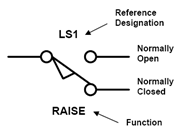 Reference
Designation
LS1
Normally
Open
Normally
Closed
RAISE
Function